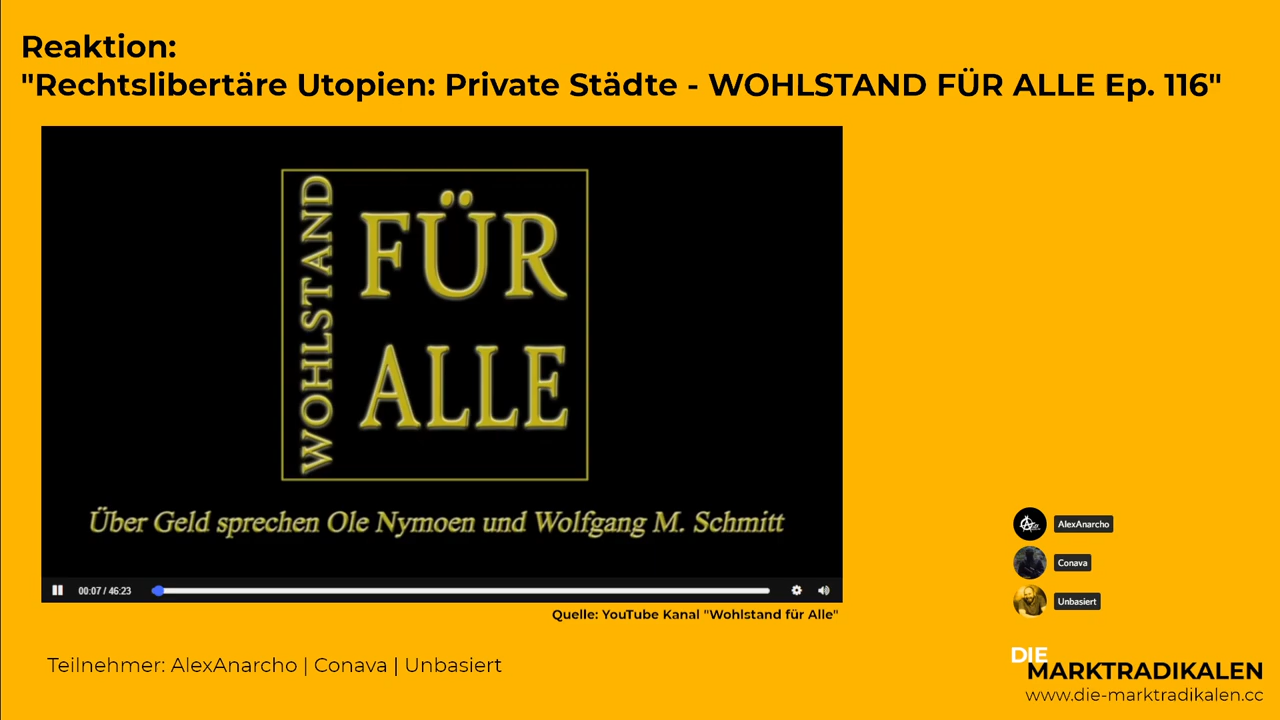 Reaktion:
"Rechtslibertäre Utopien: Private Städte - WOHLSTAND FÜR ALLE Ep. 116"
WOHLSTAND
FÜR
ALLE
Über Geld sprechen Ole Nymoen und Wolfgang M. Schmitt
00:07 / 46:23
Quelle: YouTube Kanal "Wohlstand für Alle"
AlexAnarcho
Conava
Unbasiert
Teilnehmer: AlexAnarcho | Conava | Unbasiert
DIE
MARKTRADIKALEN
www.die-marktradikalen.cc